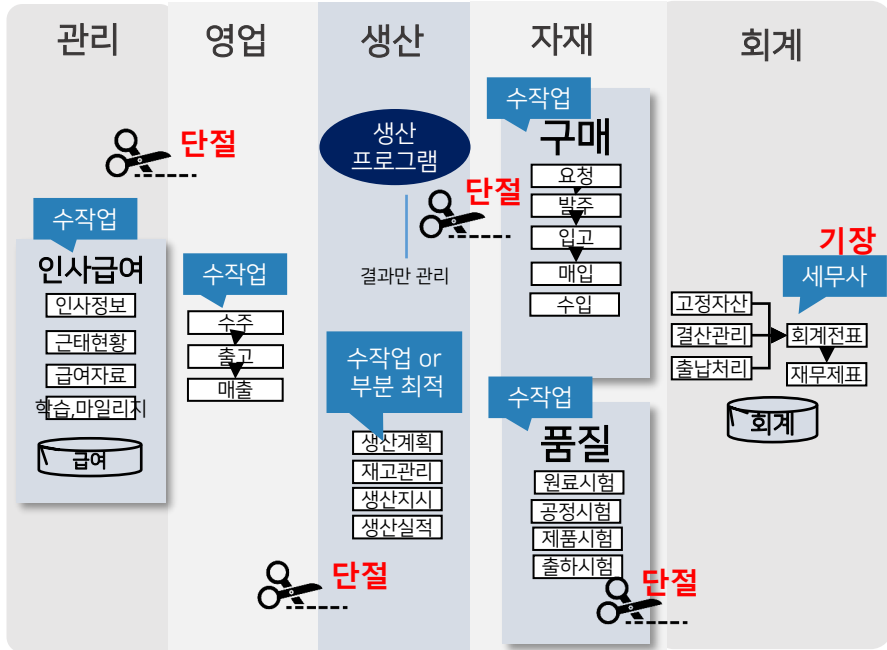 관리
영업
생산
자재
회계
단절
수작업
인사급여
인사정보
근태현황
급여자료
학습,마일리지
급여
수작업
수주
출고
매출
생산
프로그램
결과만 관리
수작업 or
부분 최적
생산계획
재고관리
생산지시
생산실적
단절
단절
수작업
구매
요청
발주
입고
매입
수입
수작업
품질
원료시험
공정시험
제품시험
출하시험
단절
기장
세무사
고정자산
결산관리
출납처리
회계전표
재무제표
회계